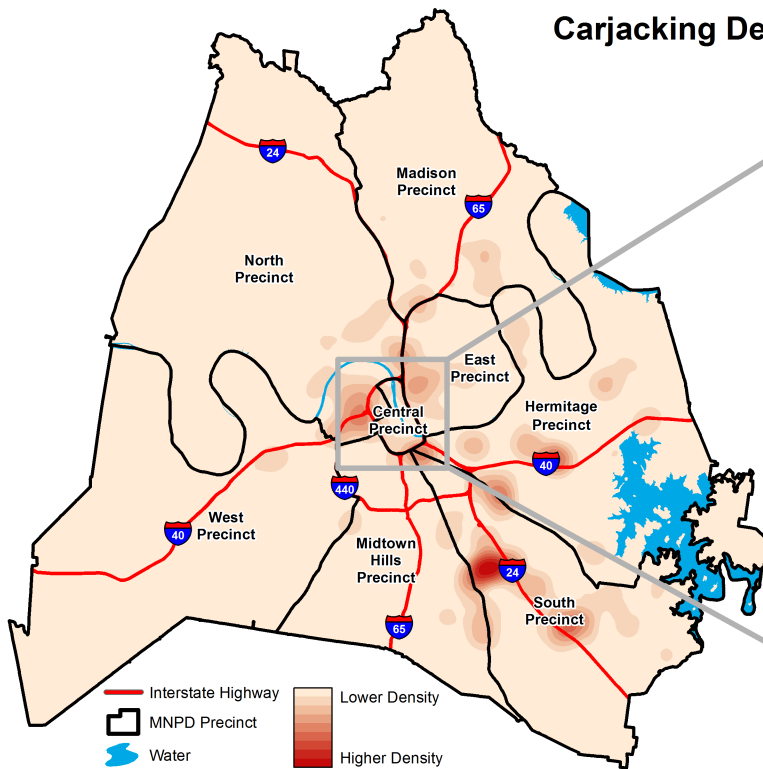 Carjacking De
24
Madison
Precinct
65
North
Precinct
East
Precinct
Hermitage
Precinct
Central
Precinct
40
440
West
Precinct
40
Midtown
Hills
Precinct
24
South
Precinct
65
Interstate Highway
MNPD Precinct
Water
Lower Density
Higher Density